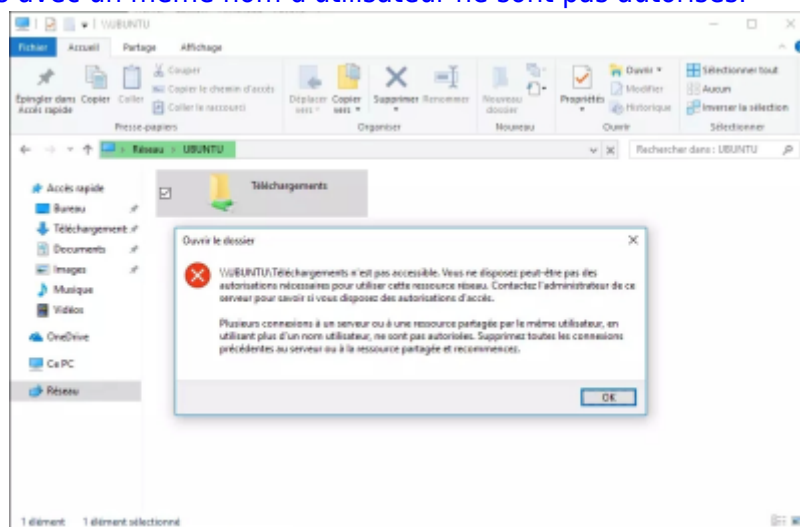 s avec un même nom d'utilisateur ne sont pas autorisés.
\\UBUNTU
Fichier Accueil Partage Affichage
Épingler dans Accès rapide
Copier
Coller
Couper
Copier le chemin d'accès
Coller le raccourci
Déplacer vers
Copier vers
Supprimer
Renommer
Nouveau dossier
Propriétés
Ouvrir
Modifier
Historique
Sélectionner tout
Aucun
Inverser la sélection
Presse-papiers Organiser Nouveau Ouvrir Sélectionner
Réseau > UBUNTU
Rechercher dans : UBUNTU
Accès rapide
Bureau
Téléchargement
Documents
Images
Musique
Vidéos
OneDrive
Ce PC
Réseau
Téléchargements
Ouvrir le dossier
\\UBUNTU\Téléchargements n'est pas accessible. Vous ne disposez peut-être pas des
autorisations nécessaires pour utiliser cette ressource réseau. Contactez l'administrateur de ce
serveur pour savoir si vous disposez des autorisations d'accès.
Plusieurs connexions à un serveur ou à une ressource partagée par le même utilisateur, en
utilisant plus d'un nom utilisateur, ne sont pas autorisées. Supprimez toutes les connexions
précédentes au serveur ou à la ressource partagée et recommencez.
OK
1 élément 1 élément sélectionné